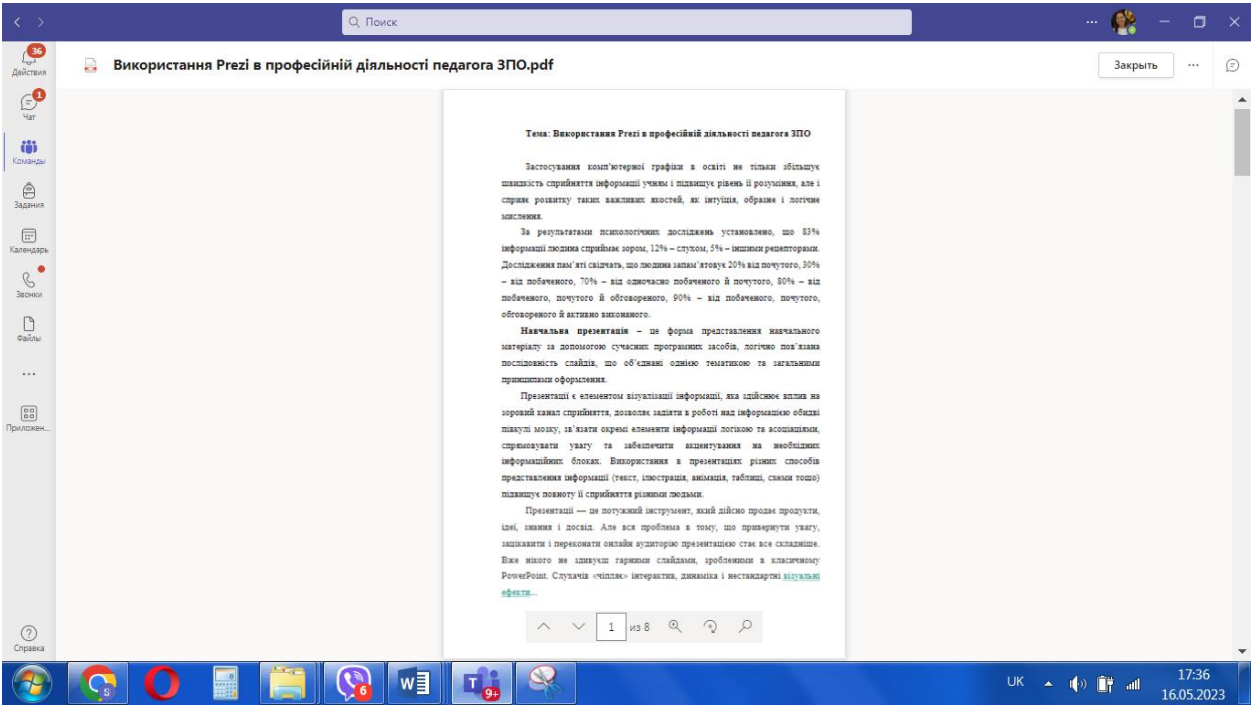 Поиск
36
Действия
Використання Prezi в професійній діяльності педагога ЗПО.pdf
Закрыть
1
Чат
Команды
Задания
Календарь
Звонки
Файлы
Приложен...
Справка
Тема: Використання Prezi в професійній діяльності педагога ЗПО
Застосування комп'ютерної графіки в освіті не тільки збільшує
швидкість сприйняття інформації учням і підвищує рівень її розуміння, але і
сприяє розвитку таких важливих якостей, як інтуіція, образне і логічне
мислення.
За результатами психологічних досліджень установлено, що 83%
інформації людина сприймає зором, 12% – слухом, 5% – іншими рецепторами.
Дослідження пам'яті свідчать, що людина запам'ятовує 20% від почутого, 30%
– від побаченого, 70% – від одночасно побаченого й почутого, 80% – від
побаченого, почутого й обговореного, 90% – від побаченого, почутого,
обговореного й активно виконаного.
Навчальна презентація – це форма представлення навчального
матеріалу за допомогою сучасних програмних засобів, логічно пов'язана
послідовність слайдів, що об'єднані однією тематикою та загальними
принципами оформлення.
Презентації є елементом візуалізації інформації, яка здійснює вплив на
зоровий канал сприйняття, дозволяє задіяти в роботі над інформацією обидві
півкулі мозку, зв'язати окремі елементи інформації логікою та асоціаціями,
спрямовувати увагу та забезпечити акцентування на необхідних
інформаційних блоках. Використання в презентаціях різних способів
представлення інформації (текст, ілюстрація, анімація, таблиці, схеми тощо)
підвищує повноту її сприйняття різними людьми.
Презентації — це потужний інструмент, який дійсно продає продукти,
ідеї, знання і досвід. Але вся проблема в тому, що привернути увагу,
зацікавити і переконати онлайн аудиторію презентацією стає все складніше.
Вже нікого не здивуєш гарними слайдами, зробленими в класичному
PowerPoint. Слухачів «чіпляє» інтерактив, динаміка і нестандартні візуальні
ефекти...
1 из 8
S
6
W
T
9+
UK
17:36
16.05.2023